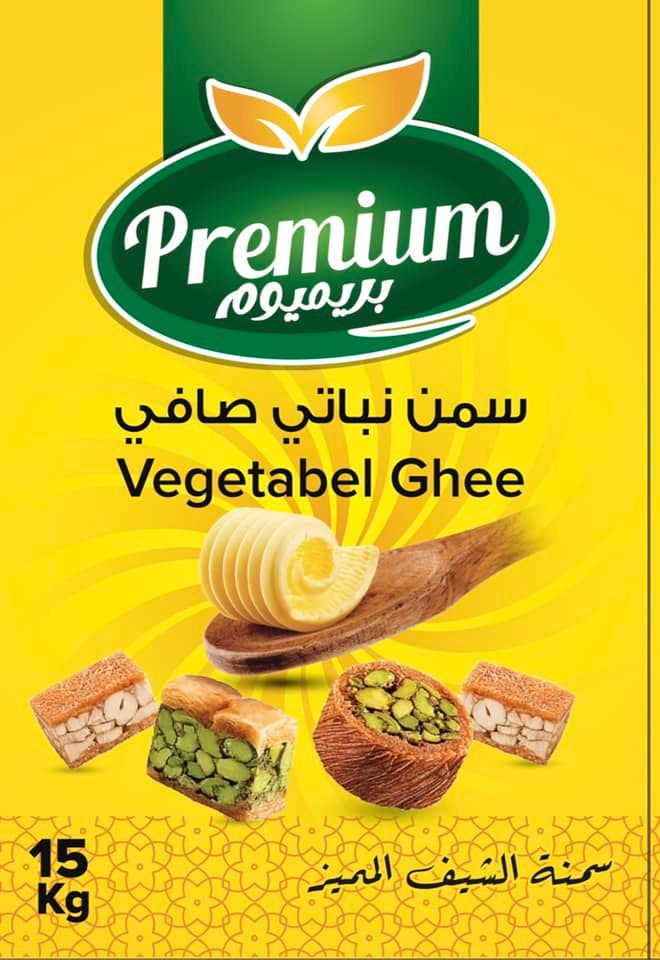 Premium
بريميوم
سمن نباتي صافي
Vegetabel Ghee
15
Kg
سمنة الشيف المميز